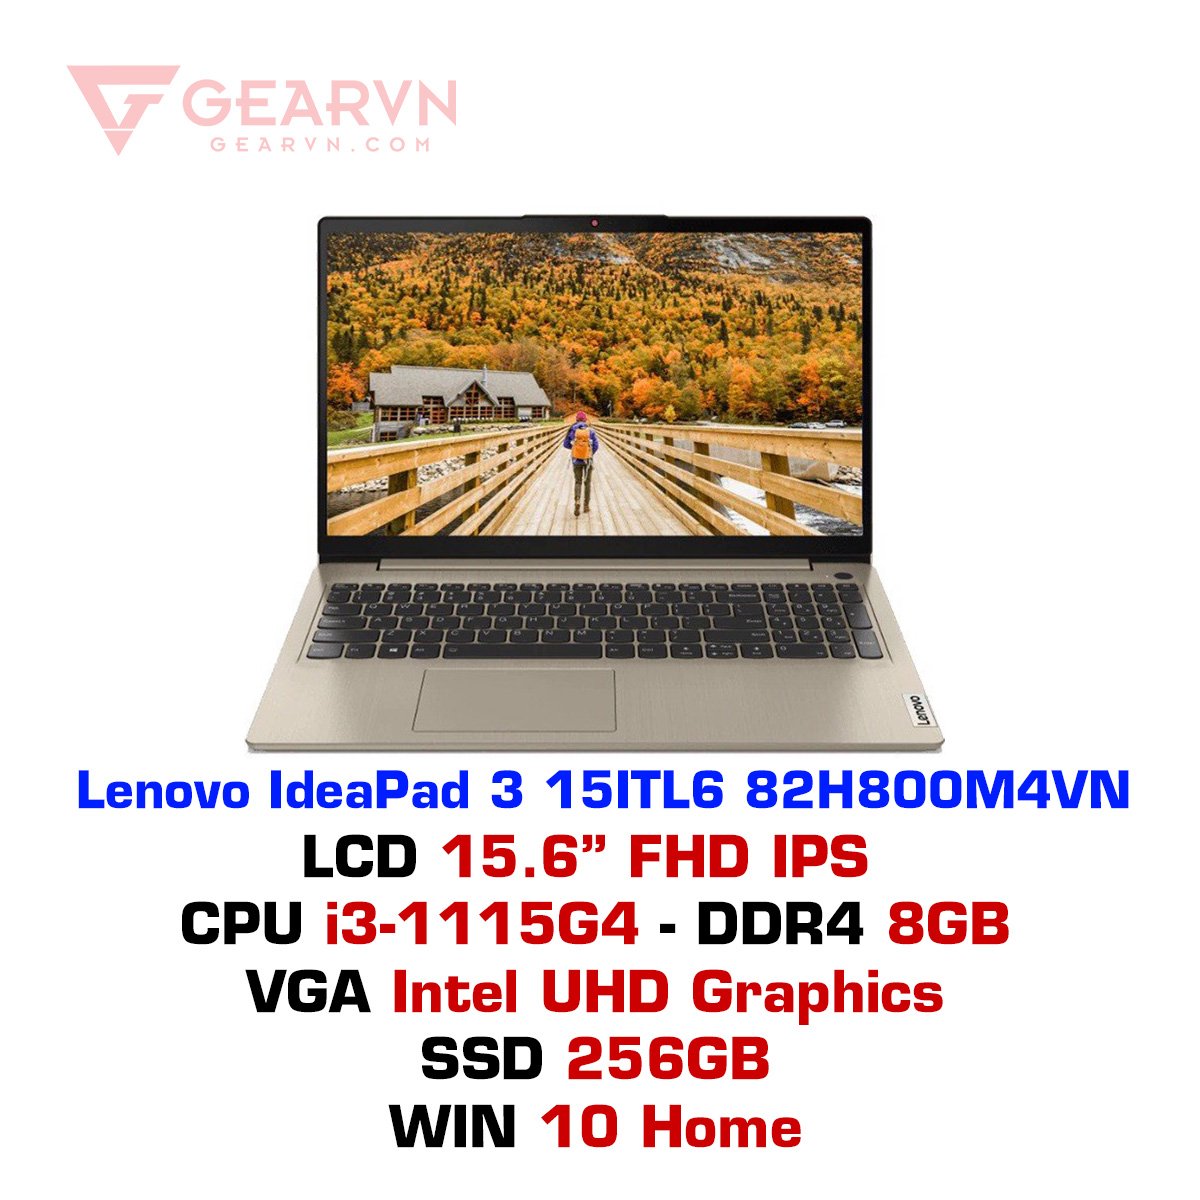 GEARVN
GEARVN.COM
Lenovo
Lenovo IdeaPad 3 15ITL6 82H800M4VN
LCD 15.6” FHD IPS
CPU i3-1115G4 - DDR4 8GB
VGA Intel UHD Graphics
SSD 256GB
WIN 10 Home